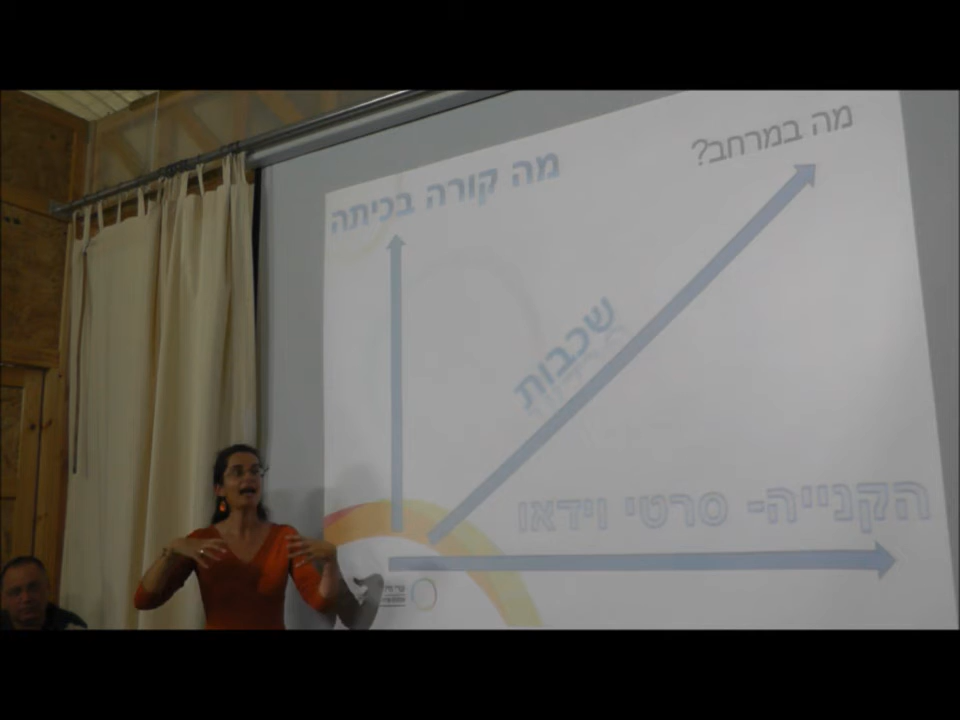 מה במרחב?
מה קורה בכיתה
שכבות
הקנייה- סרטי וידאו